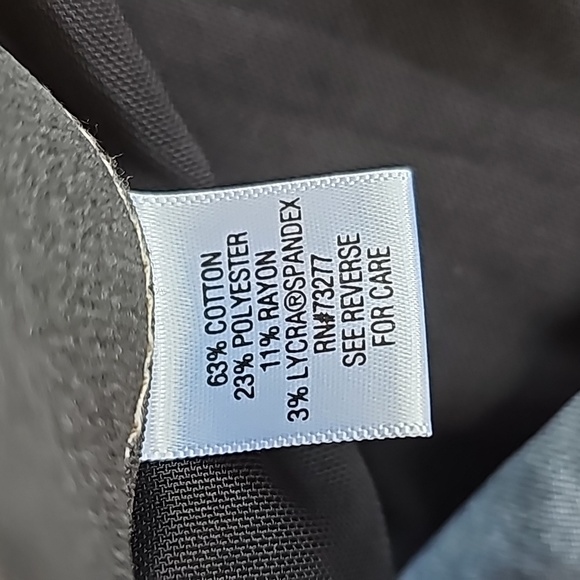 63% COTTON
23% POLYESTER
11% RAYON
3% LYCRA®SPANDEX
RN#73277
SEE REVERSE
FOR CARE